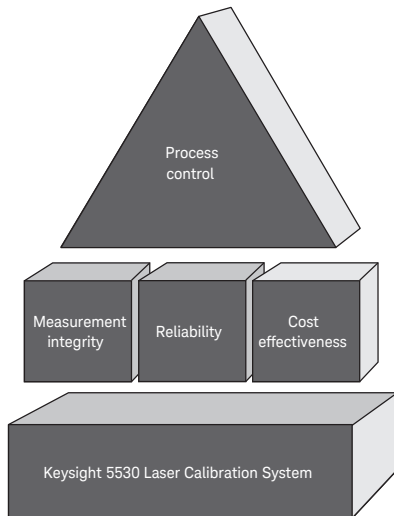 Process
control
Measurement
integrity
Reliability
Cost
effectiveness
Keysight 5530 Laser Calibration System